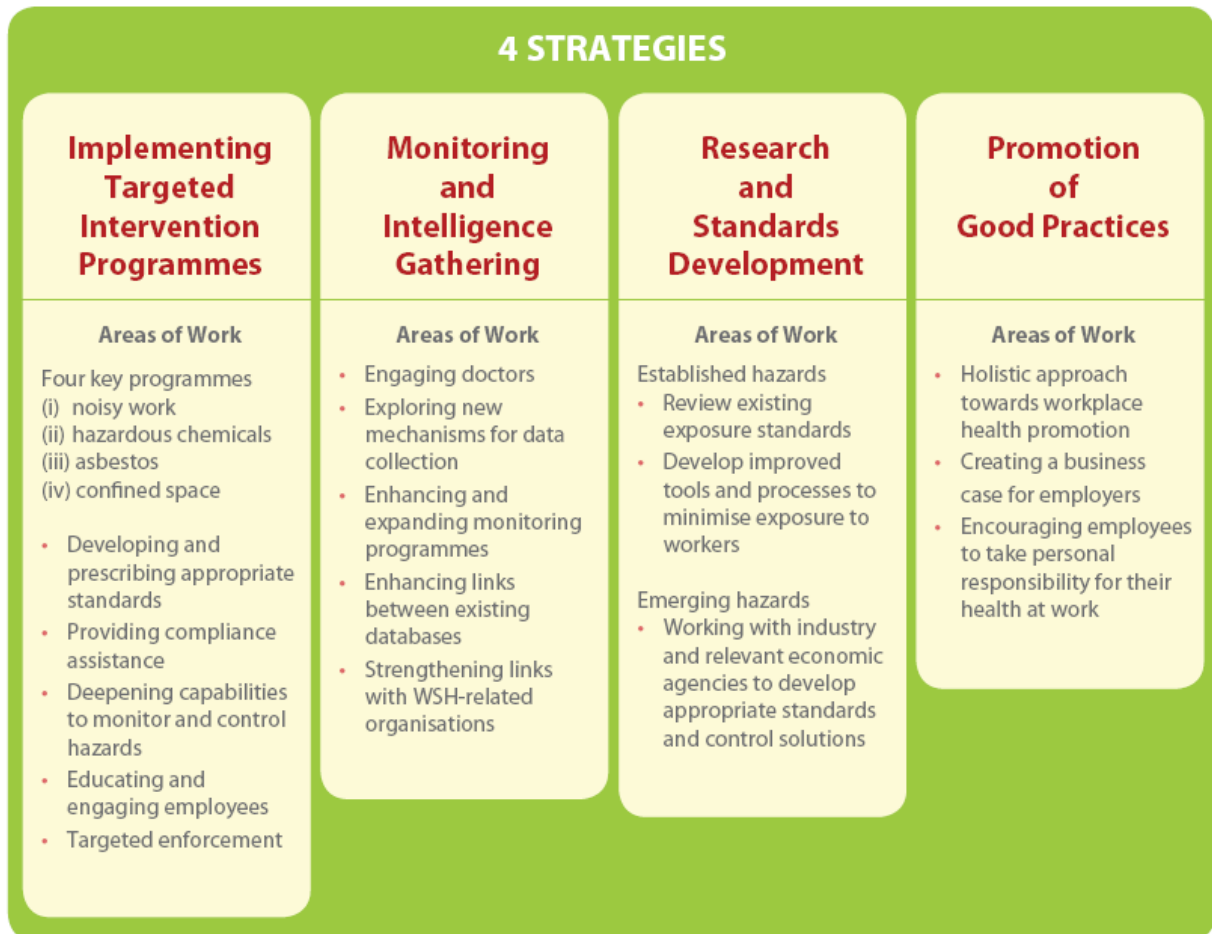 4 STRATEGIES
Implementing
Targeted
Intervention
Programmes
Areas of Work
Four key programmes
(i) noisy work
(ii) hazardous chemicals
(iii) asbestos
(iv) confined space
• Developing and
prescribing appropriate
standards
• Providing compliance
assistance
• Deepening capabilities
to monitor and control
hazards
• Educating and
engaging employees
• Targeted enforcement
Monitoring
and
Intelligence
Gathering
Areas of Work
• Engaging doctors
• Exploring new
mechanisms for data
collection
• Enhancing and
expanding monitoring
programmes
• Enhancing links
between existing
databases
• Strengthening links
with WSH-related
organisations
Research
and
Standards
Development
Areas of Work
Established hazards
• Review existing
exposure standards
• Develop improved
tools and processes to
minimise exposure to
workers
Emerging hazards
• Working with industry
and relevant economic
agencies to develop
appropriate standards
and control solutions
Promotion
of
Good Practices
Areas of Work
• Holistic approach
towards workplace
health promotion
• Creating a business
case for employers
• Encouraging employees
to take personal
responsibility for their
health at work